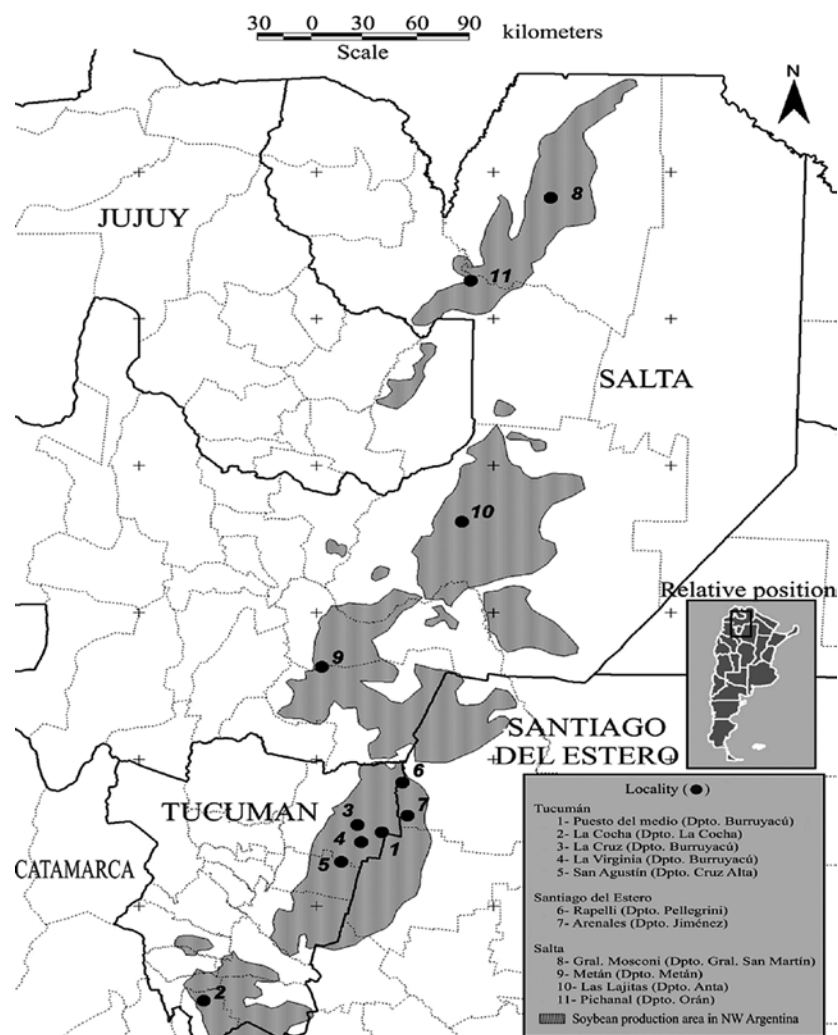 30 0 30 60 90 kilometers
Scale
N
JUJUY
8
11
SALTA
10
Relative position
9
SANTIAGO
DEL ESTERO
6
TUCUMAN
3
7
4
1
5
CATAMARCA
2
Locality ( )
Tucumán
1- Puesto del medio (Dpto. Burruyacú)
2- La Cocha (Dpto. La Cocha)
3- La Cruz (Dpto. Burruyacú)
4- La Virginia (Dpto. Burruyacú)
5- San Agustín (Dpto. Cruz Alta)
Santiago del Estero
6- Rapelli (Dpto. Pellegrini)
7- Arenales (Dpto. Jiménez)
Salta
8- Gral. Mosconi (Dpto. Gral. San Martín)
9- Metán (Dpto. Metán)
10- Las Lajitas (Dpto. Anta)
11- Pichanal (Dpto. Orán)
Soybean production area in NW Argentina